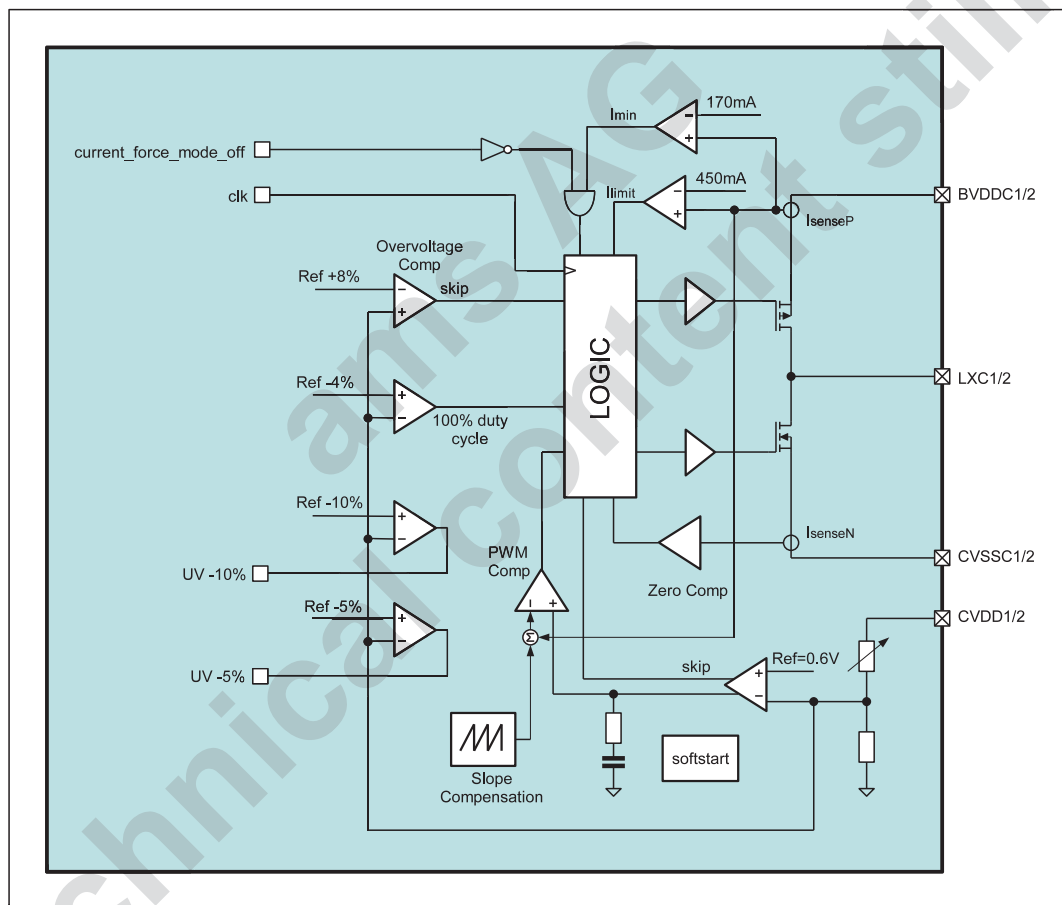 170mA
Imin
current_force_mode_off
450mA
clk
Ilimit
BVDDC1/2
IsenseP
Overvoltage
Comp
Ref +8%
skip
LOGIC
LXC1/2
Ref -4%
100% duty
cycle
Ref -10%
IsenseN
PWM
Comp
CVSSC1/2
UV -10%
Zero Comp
Ref -5%
CVDD1/2
Σ
Ref=0.6V
skip
UV -5%
softstart
Slope
Compensation
ams AG
chnical content still